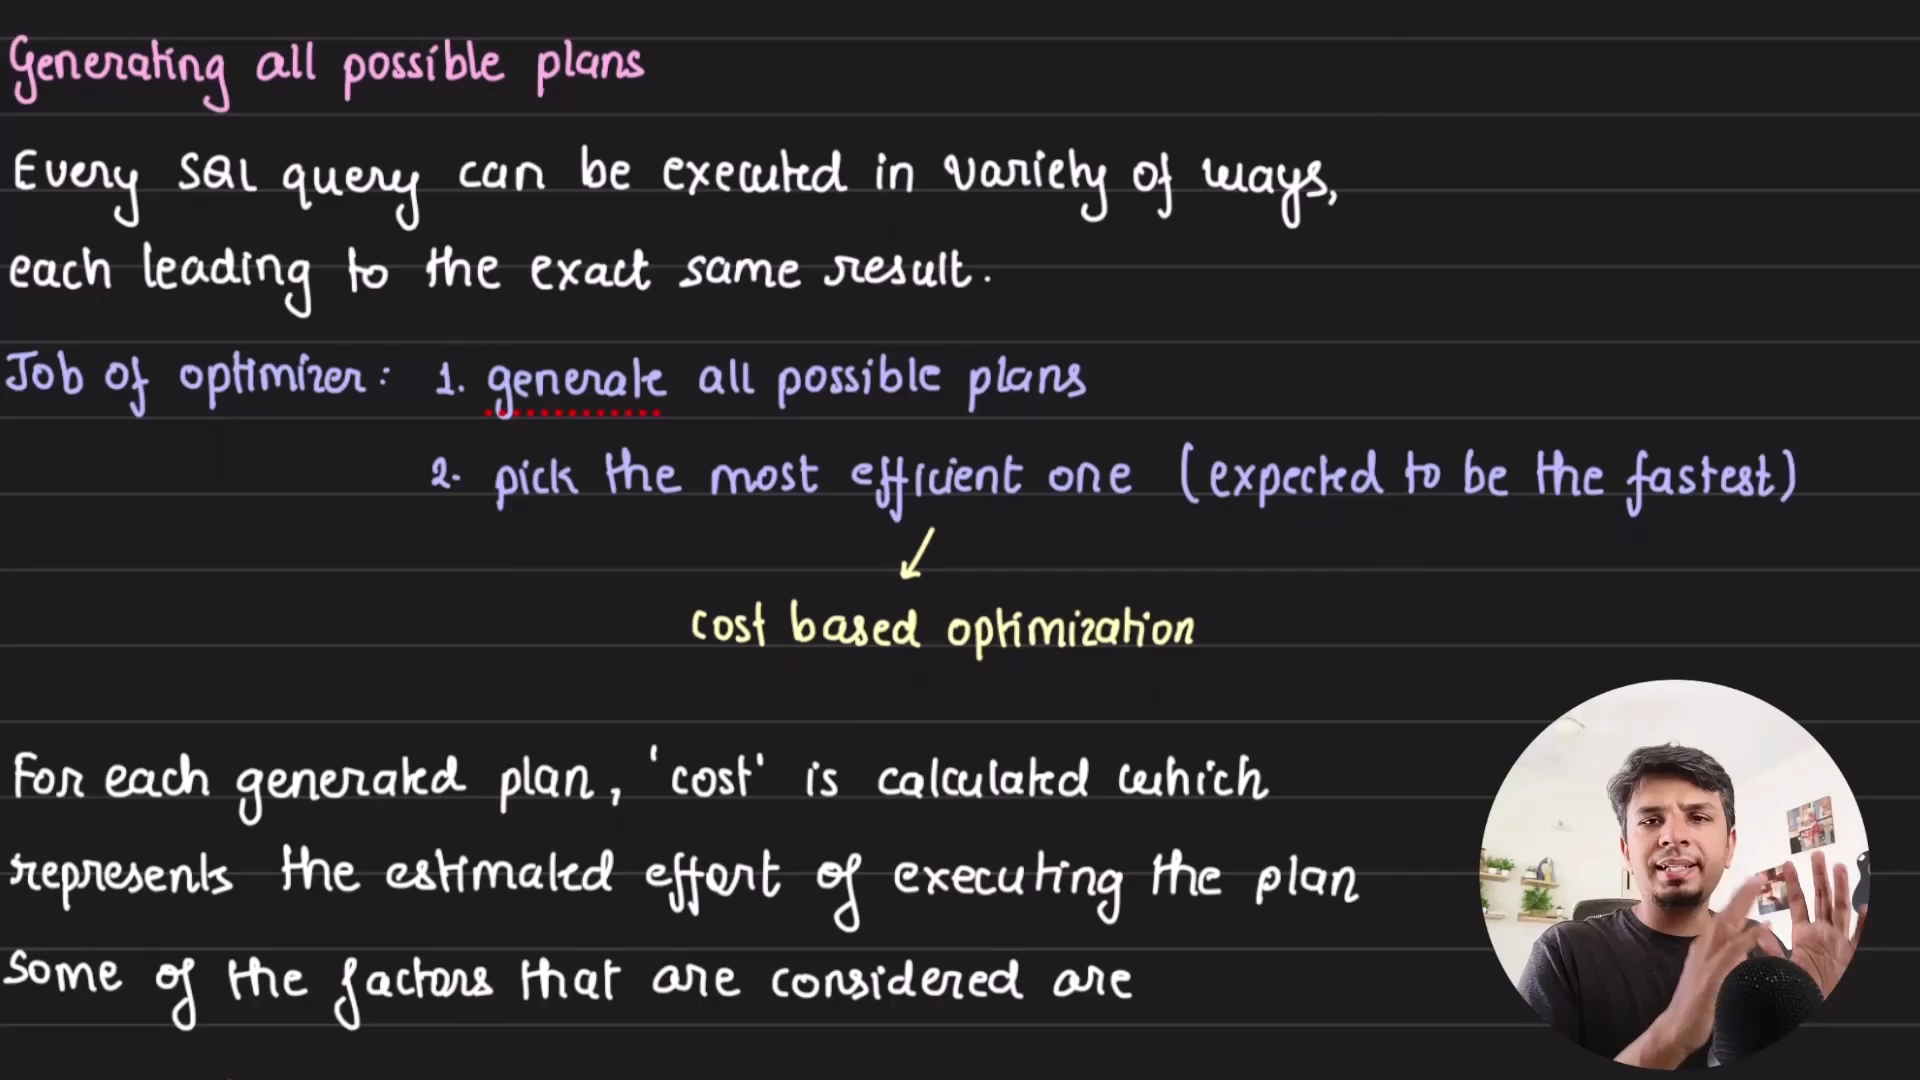 Generating all possible plans
Every SQL query can be executed in variety of ways,
each leading to the exact same result.
Job of optimizer: 1. generate all possible plans
2. pick the most efficient one (expected to be the fastest)
cost based optimization
For each generated plan, 'cost' is calculated which
represents the estimated effort of executing the plan
some of the factors that are considered are